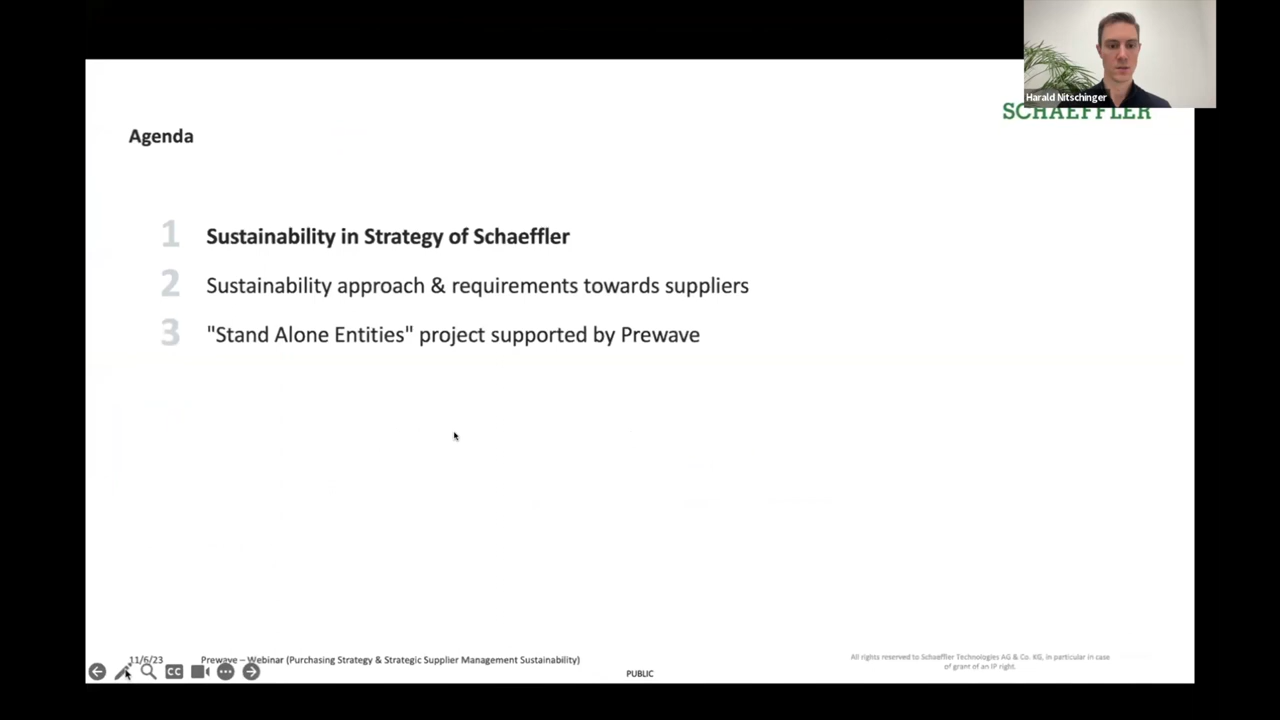 Harald Nitschinger
SCHAEFFLER
Agenda
1 Sustainability in Strategy of Schaeffler
2 Sustainability approach & requirements towards suppliers
3 "Stand Alone Entities" project supported by Prewave
11/6/23 Prewave – Webinar (Purchasing Strategy & Strategic Supplier Management Sustainability)
All rights reserved to Schaeffler Technologies AG & Co. KG, in particular in case
of grant of an IP right.
CC
PUBLIC